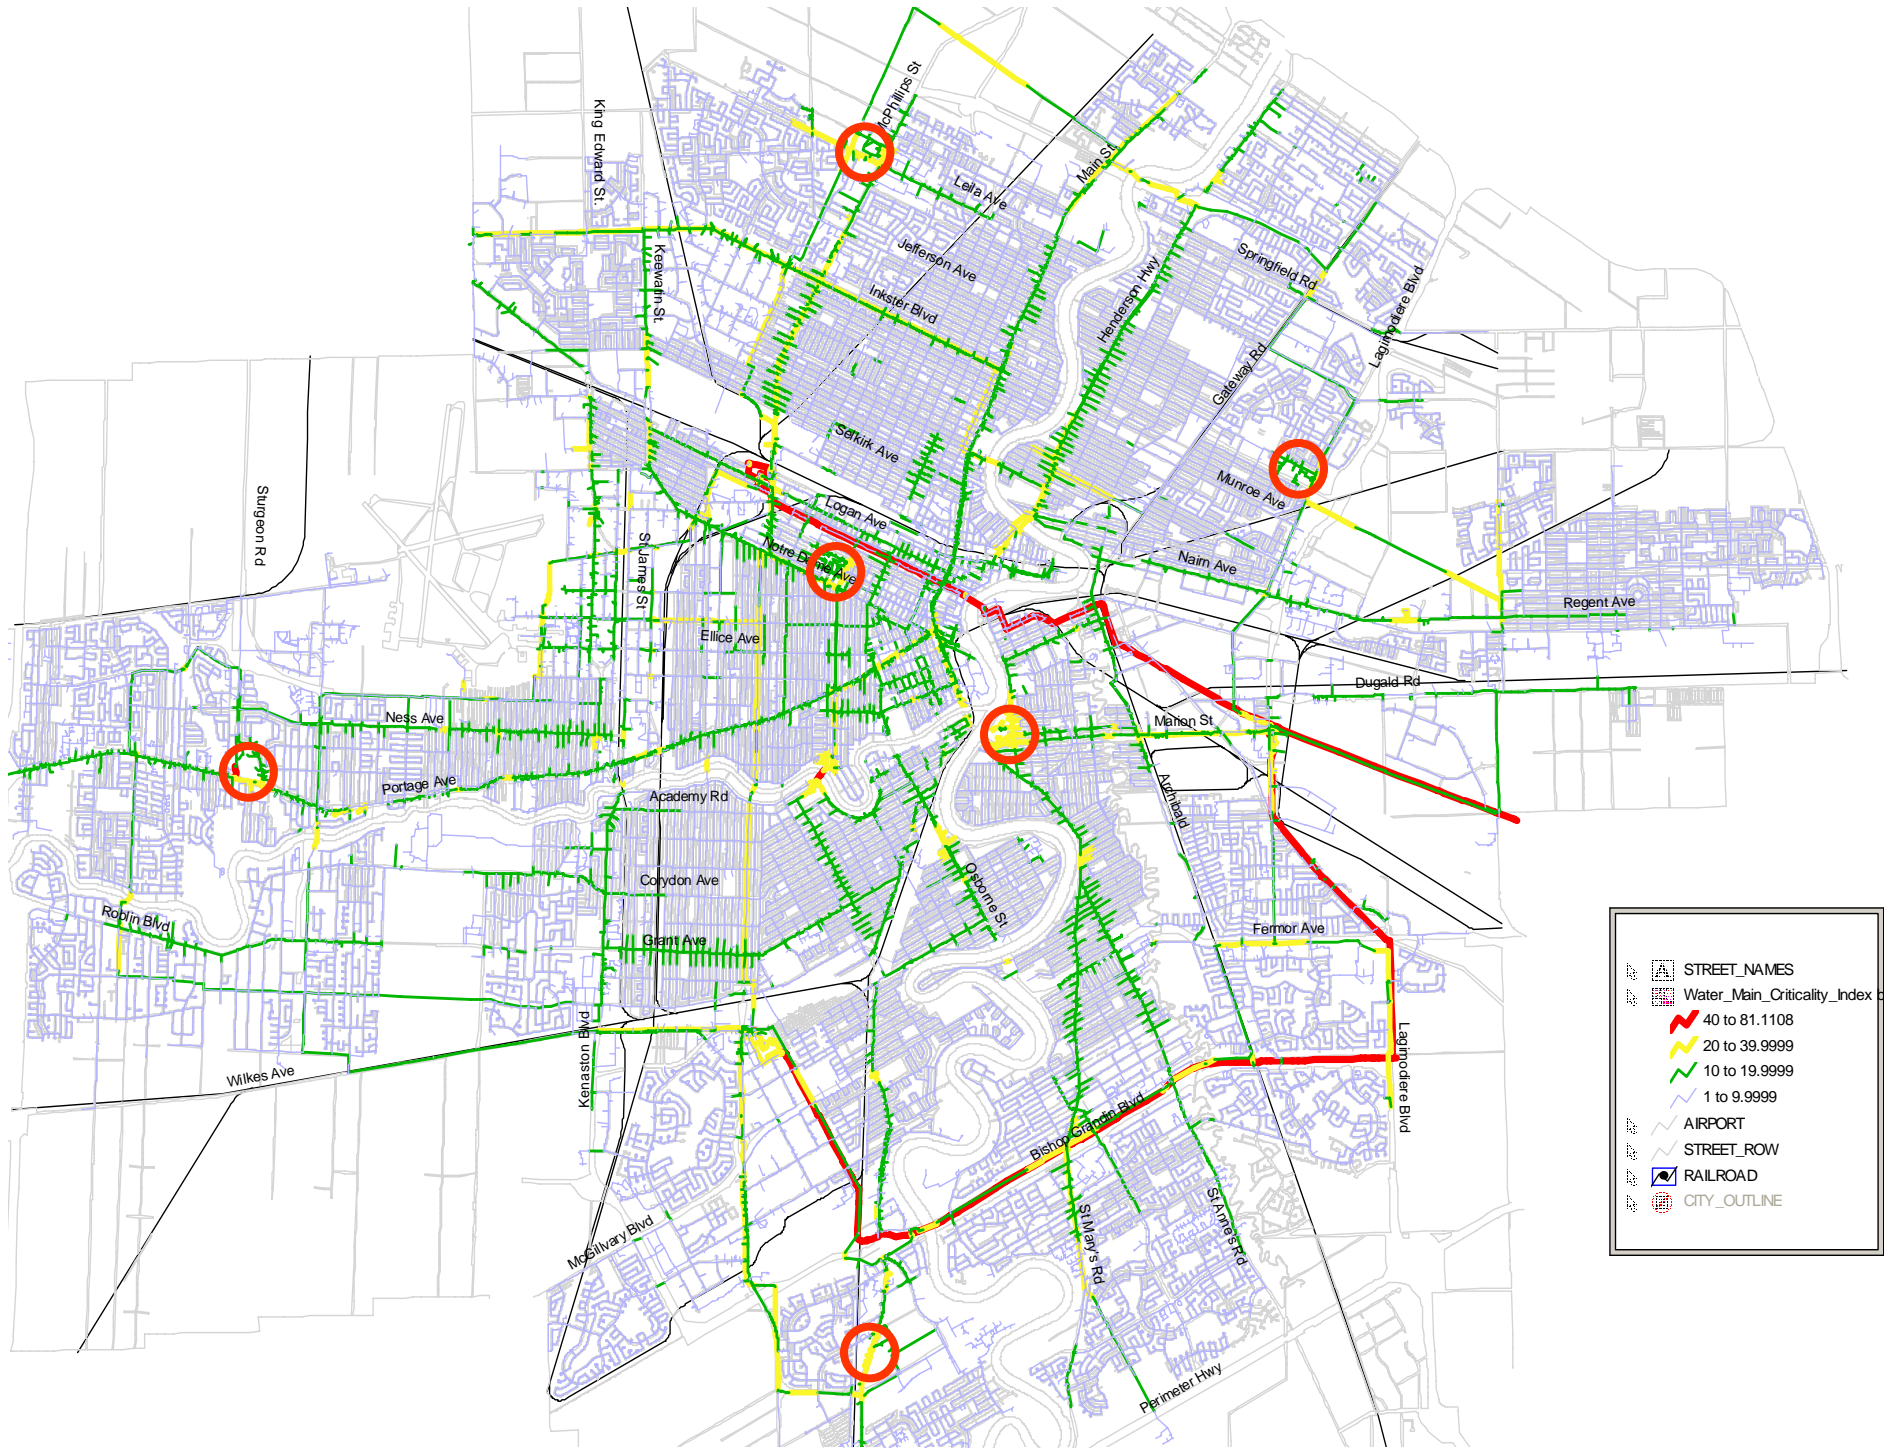 McPhillips St
King Edward St.
Main St.
Leila Ave
Keewatin St.
Jefferson Ave
Springfield Rd
Inkster Blvd
Henderson Hwy
Lagimodiere Blvd
Gateway Rd
Selkirk Ave
Munroe Ave
Sturgeon Rd
Logan Ave
St James St
Notre Dame Ave
Nairn Ave
Regent Ave
Ellice Ave
Dugald Rd
Ness Ave
Marion St
Portage Ave
Academy Rd
Archibald
Corydon Ave
Osborne St
Roblin Blvd
Grant Ave
Fermor Ave
Wilkes Ave
Kenaston Blvd
Lagimodiere Blvd
Bishop Grandin Blvd
McGillvary Blvd
St Mary's Rd
St Anne's Rd
Perimeter Hwy
STREET_NAMES
Water_Main_Criticality_Index
40 to 81.1108
20 to 39.9999
10 to 19.9999
1 to 9.9999
AIRPORT
STREET_ROW
RAILROAD
CITY_OUTLINE